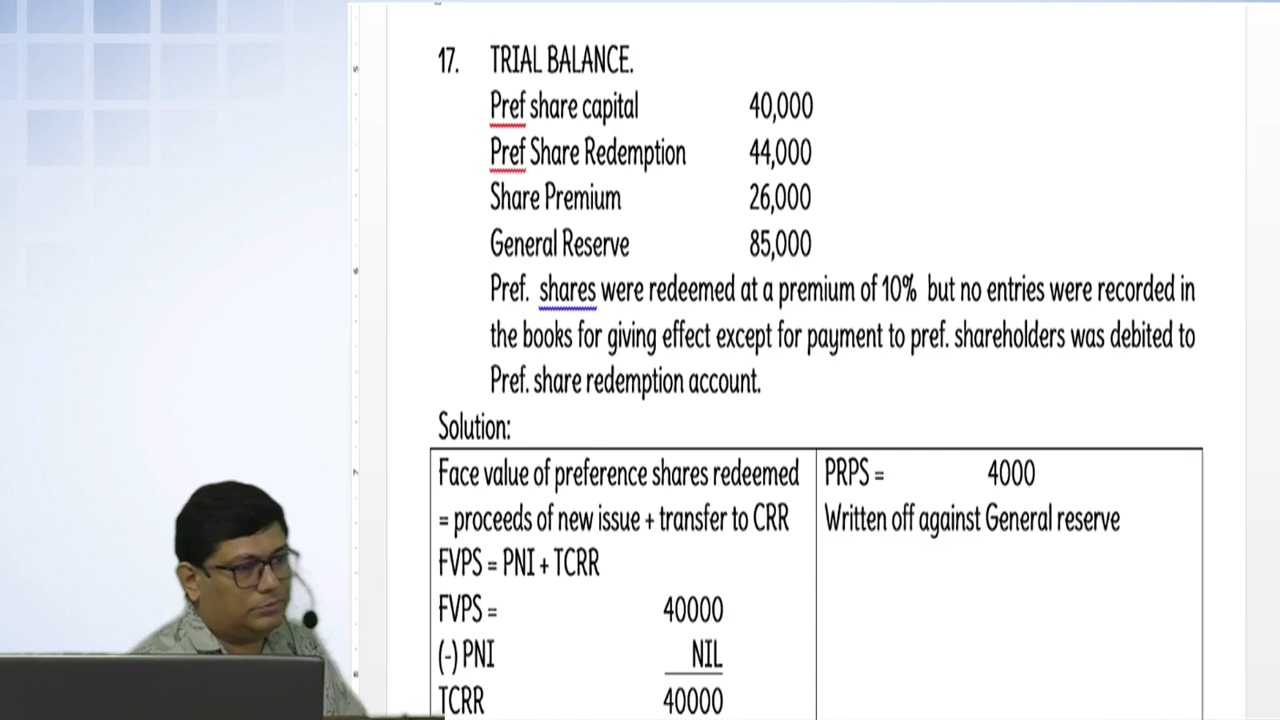 17. TRIAL BALANCE.
Pref share capital 40,000
Pref Share Redemption 44,000
Share Premium 26,000
General Reserve 85,000
Pref. shares were redeemed at a premium of 10% but no entries were recorded in
the books for giving effect except for payment to pref. shareholders was debited to
Pref. share redemption account.
Solution:
Face value of preference shares redeemed
= proceeds of new issue + transfer to CRR
FVPS = PNI + TCRR
FVPS = 40000
(-) PNI NIL
TCRR 40000
PRPS = 4000
Written off against General reserve